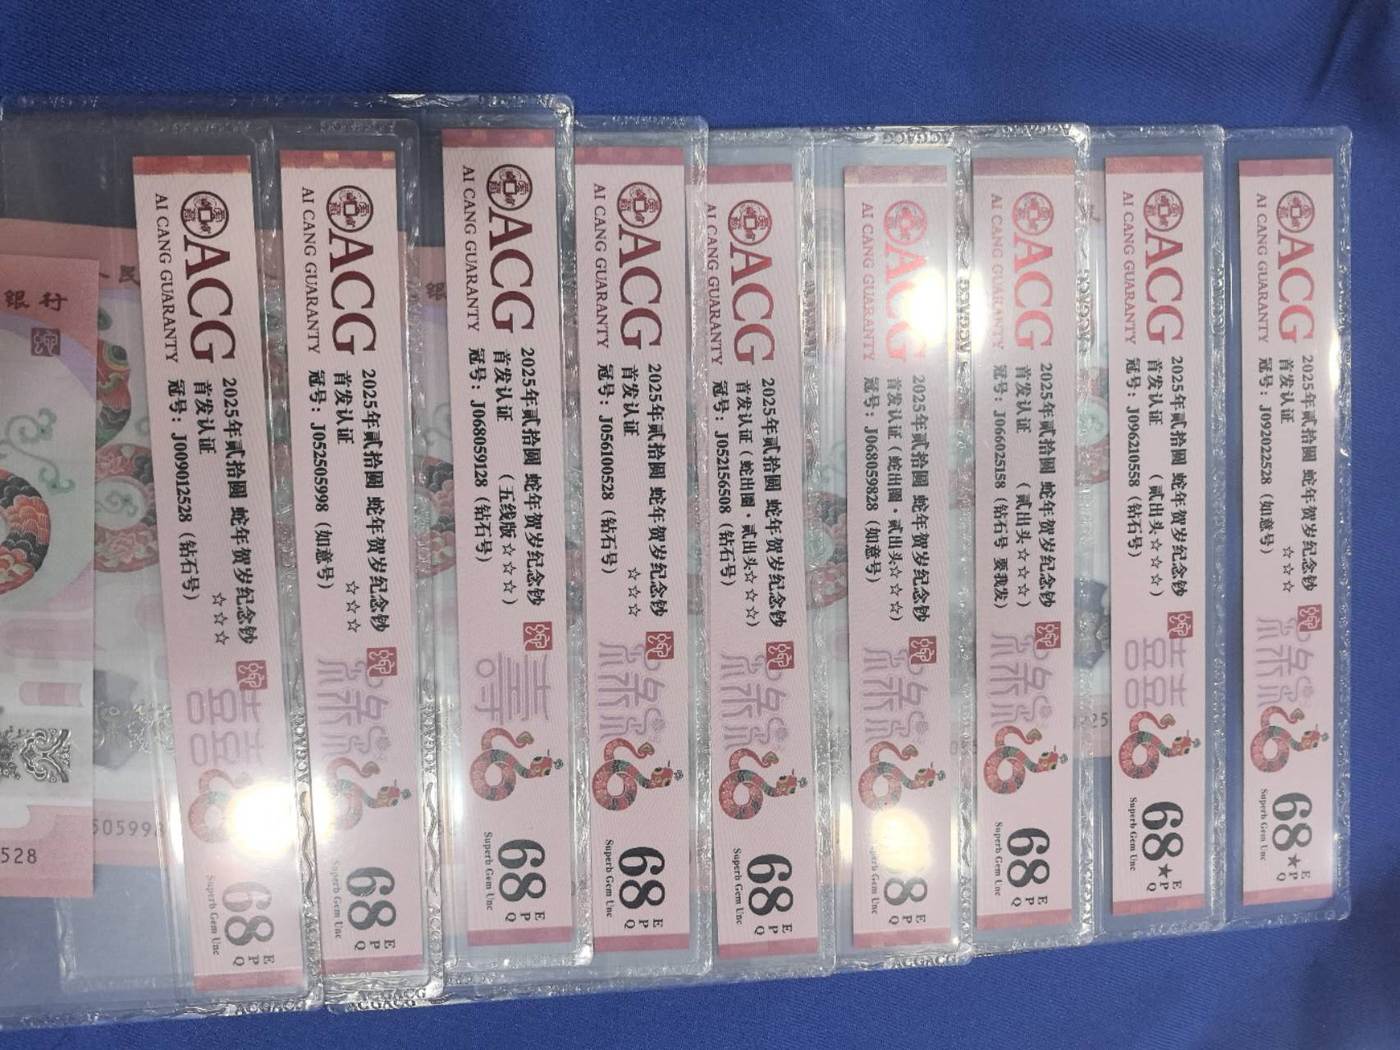 ACG
AI CANG GUARANTY
2025年贰拾圆 蛇年贺岁纪念钞
首发认证 ☆☆☆
冠号：J092022528（如意号）
68★EPQ
Superb Gem Unc
ACG
AI CANG GUARANTY
2025年贰拾圆 蛇年贺岁纪念钞
首发认证 （贰出头☆☆☆）
冠号：J096210558（钻石号）
68★EPQ
Superb Gem Unc
ACG
AI CANG GUARANTY
2025年贰拾圆 蛇年贺岁纪念钞
首发认证 （贰出头☆☆☆）
冠号：J066025158（钻石号 要我发）
68 EPQ
Superb Gem Unc
ACG
AI CANG GUARANTY
2025年贰拾圆 蛇年贺岁纪念钞
首发认证（蛇出圈·贰出头☆☆☆）
冠号：J068059828（如意号）
68 EPQ
Gem Unc
ACG
AI CANG GUARANTY
2025年贰拾圆 蛇年贺岁纪念钞
首发认证（蛇出圈·贰出头☆☆☆）
冠号：J052156508（钻石号）
68 EPQ
Superb Gem Unc
ACG
AI CANG GUARANTY
2025年贰拾圆 蛇年贺岁纪念钞
首发认证 ☆☆☆
冠号：J056100528（钻石号）
68 EPQ
Superb Gem Unc
ACG
AI CANG GUARANTY
2025年贰拾圆 蛇年贺岁纪念钞
首发认证 （五线版☆☆☆）
冠号：J068059128（钻石号）
68 EPQ
Superb Gem Unc
ACG
AI CANG GUARANTY
2025年贰拾圆 蛇年贺岁纪念钞
首发认证 ☆☆☆
冠号：J052505998（如意号）
68 EPQ
Superb Gem Unc
ACG
AI CANG GUARANTY
2025年贰拾圆 蛇年贺岁纪念钞
首发认证 ☆☆☆
冠号：J009012528（钻石号）
68 EPQ
Superb Gem Unc
银行
50599
528